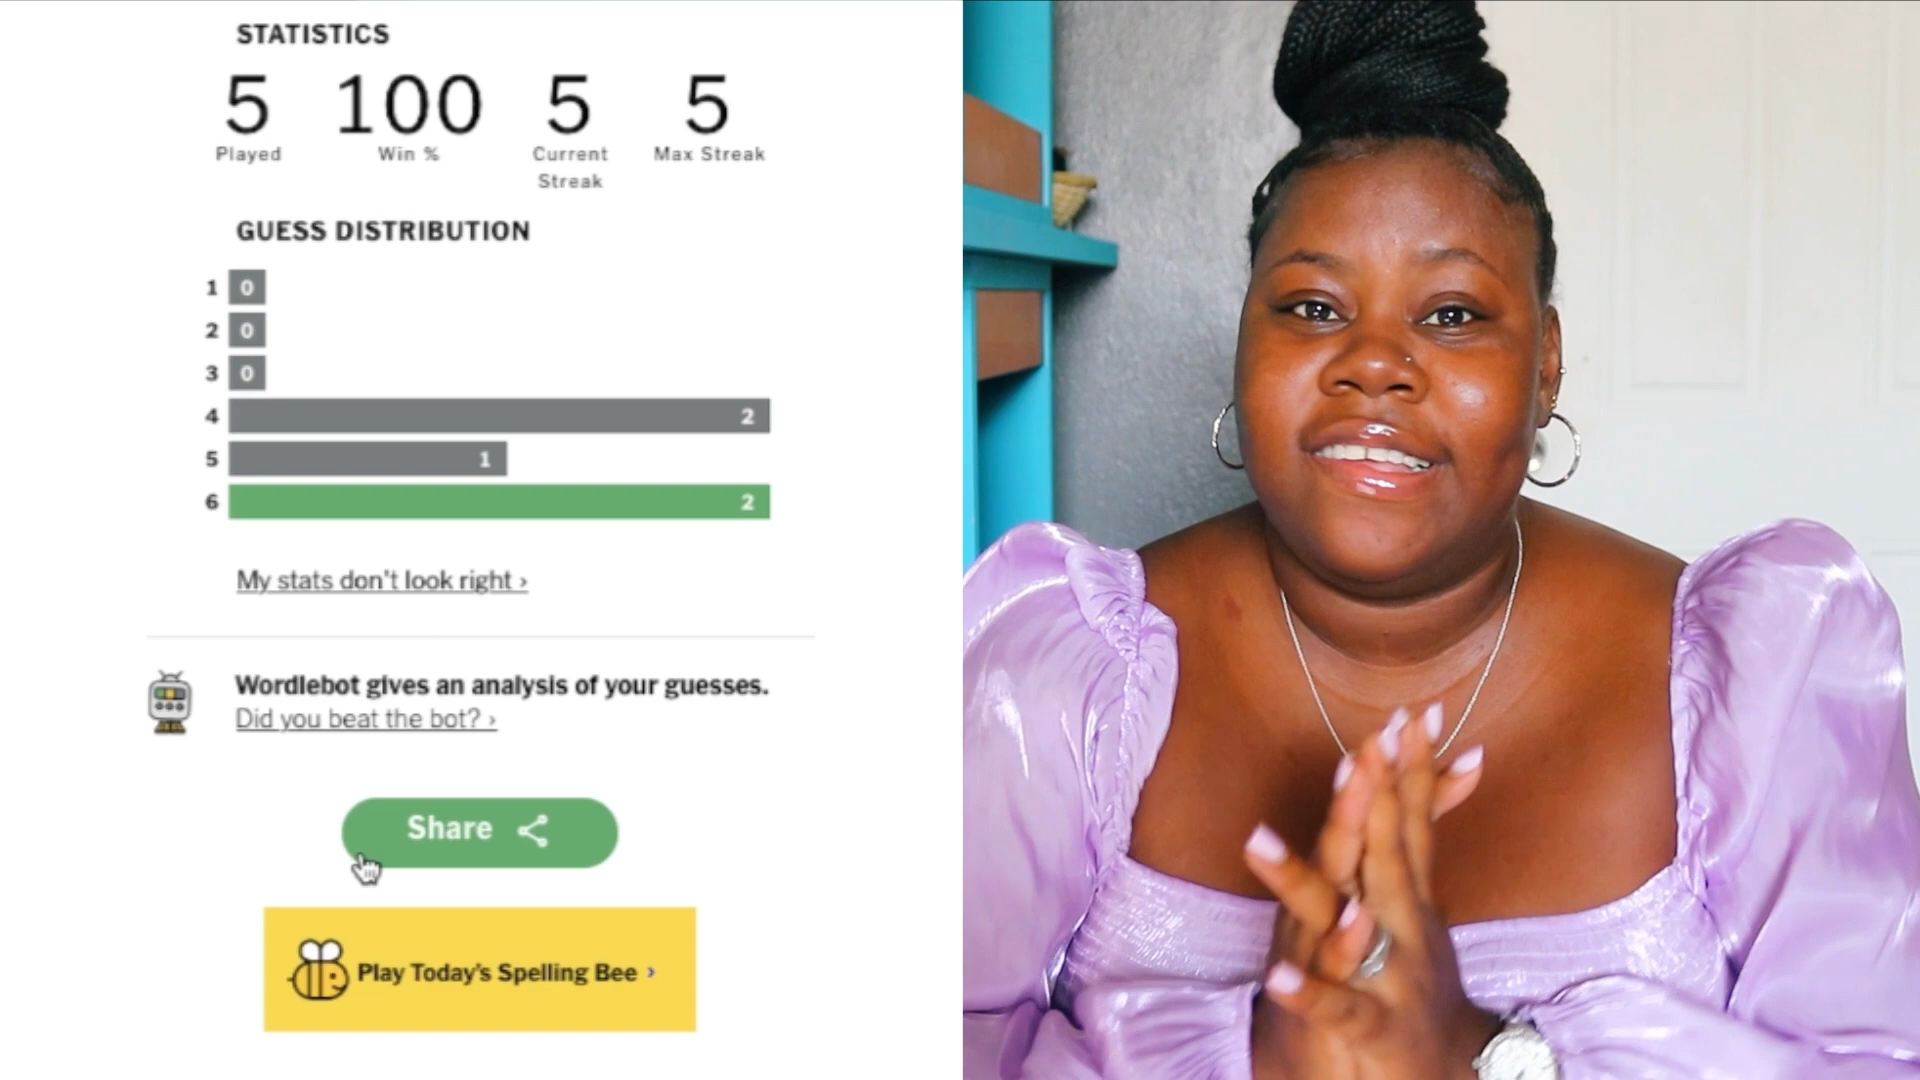 STATISTICS
5 100 5 5
Played Win % Current Streak Max Streak
GUESS DISTRIBUTION
1 0
2 0
3 0
4 2
5 1
6 2
My stats don't look right ›
Wordlebot gives an analysis of your guesses.
Did you beat the bot? ›
Share
Play Today's Spelling Bee ›